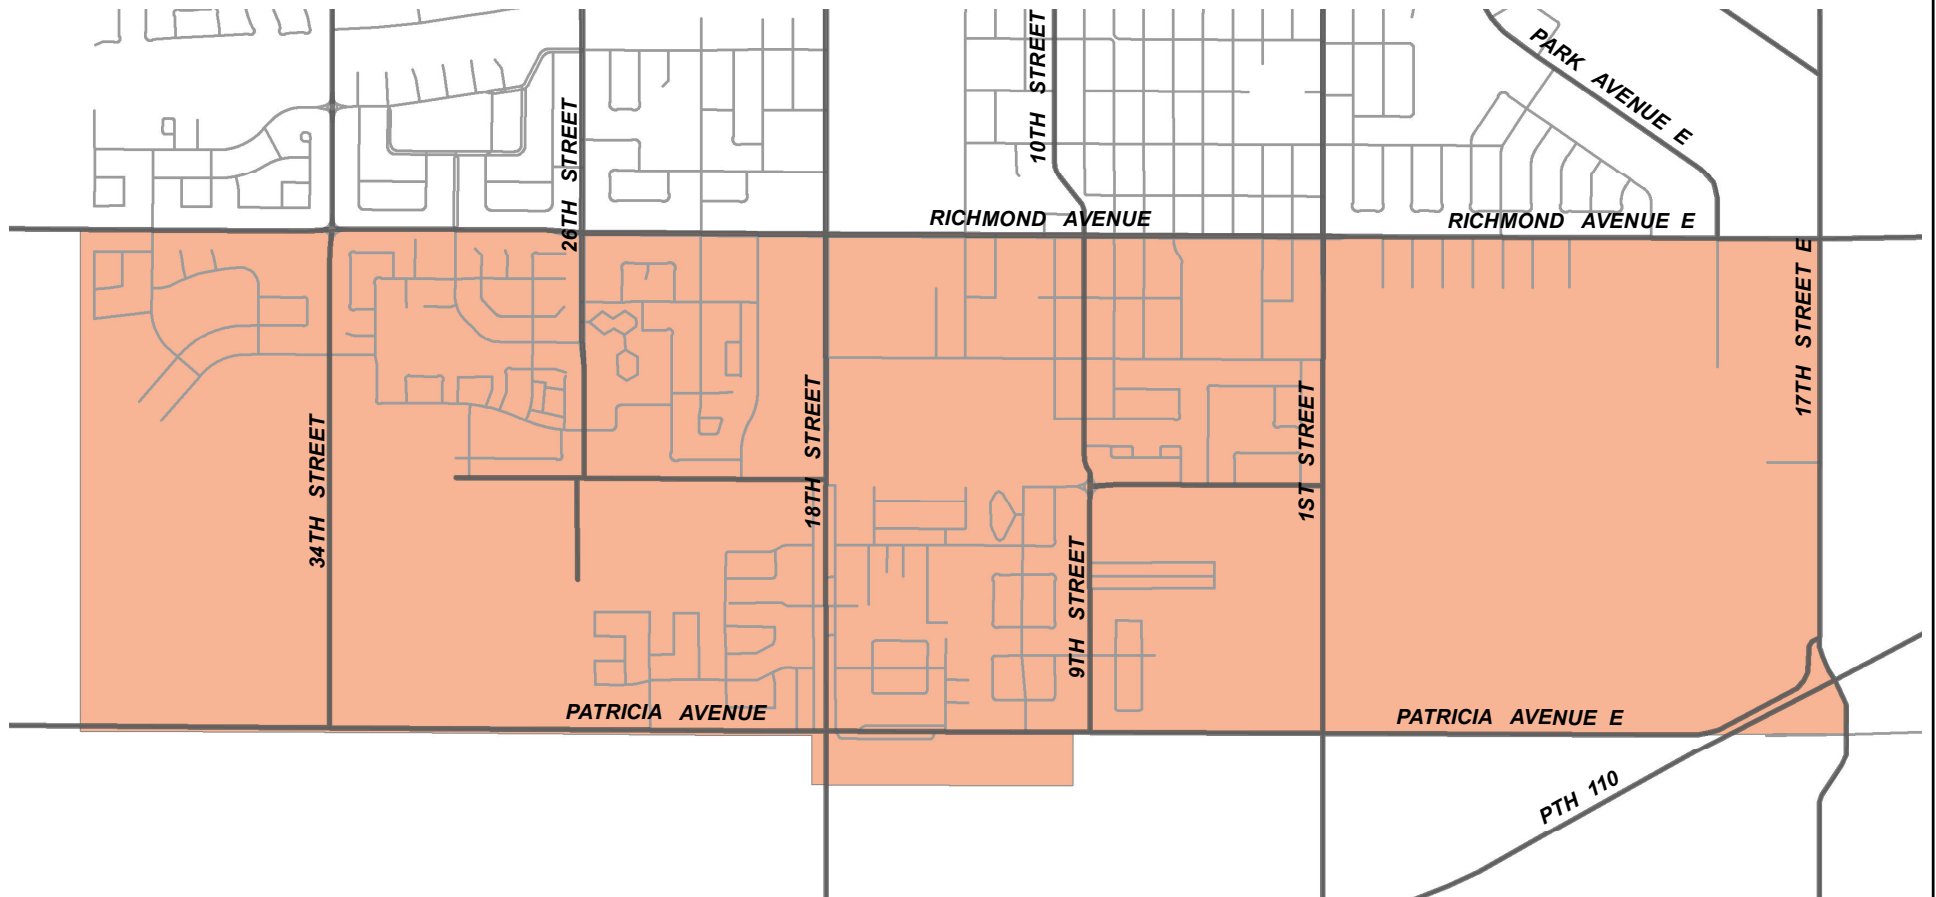 PARK AVENUE E
10TH STREET
26TH STREET
RICHMOND AVENUE
RICHMOND AVENUE E
17TH STREET E
34TH STREET
18TH STREET
1ST STREET
9TH STREET
PATRICIA AVENUE
PATRICIA AVENUE E
PTH 110